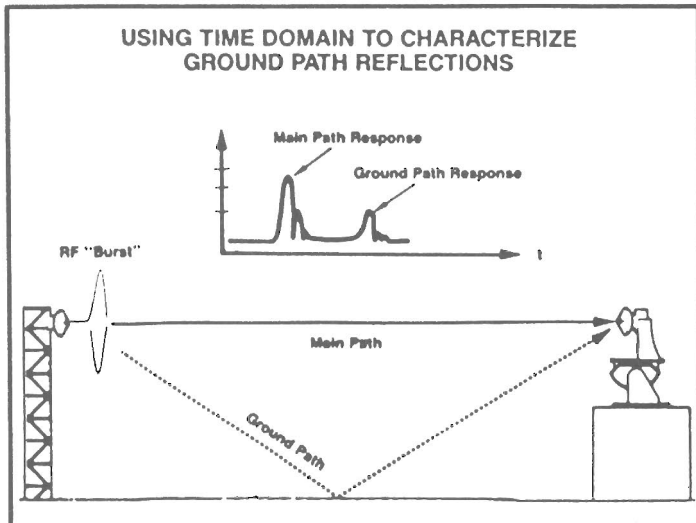 USING TIME DOMAIN TO CHARACTERIZE
GROUND PATH REFLECTIONS
Main Path Response
Ground Path Response
RF "Burst"
t
Main Path
Ground Path